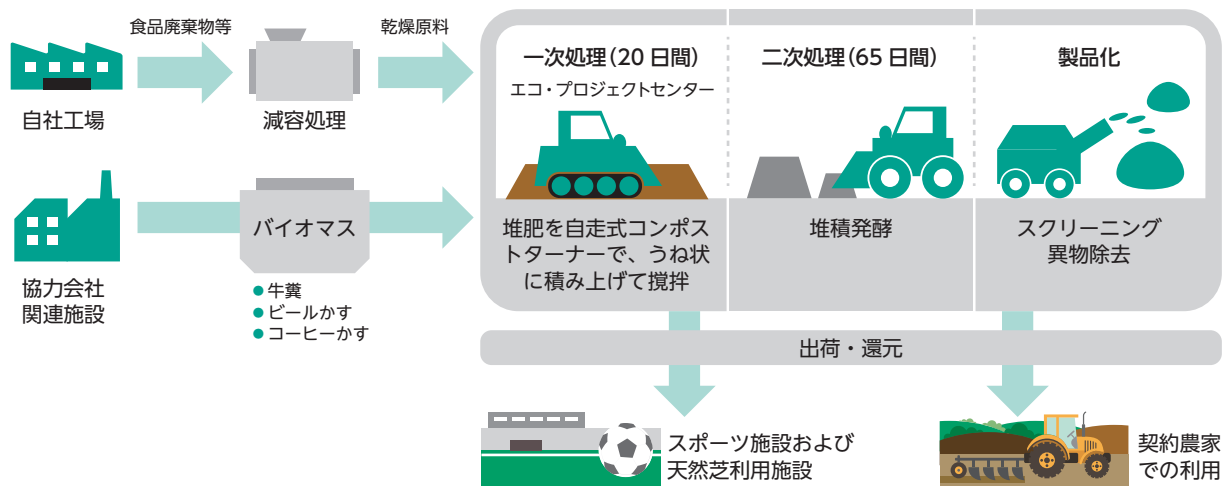 食品廃棄物等
乾燥原料
自社工場
減容処理
協力会社
関連施設
バイオマス
●牛糞
●ビールかす
●コーヒーかす
一次処理（20日間）
エコ・プロジェクトセンター
堆肥を自走式コンポス
トターナーで、うね状
に積み上げて撹拌
二次処理（65日間）
堆積発酵
製品化
スクリーニング
異物除去
出荷・還元
スポーツ施設および
天然芝利用施設
契約農家
での利用